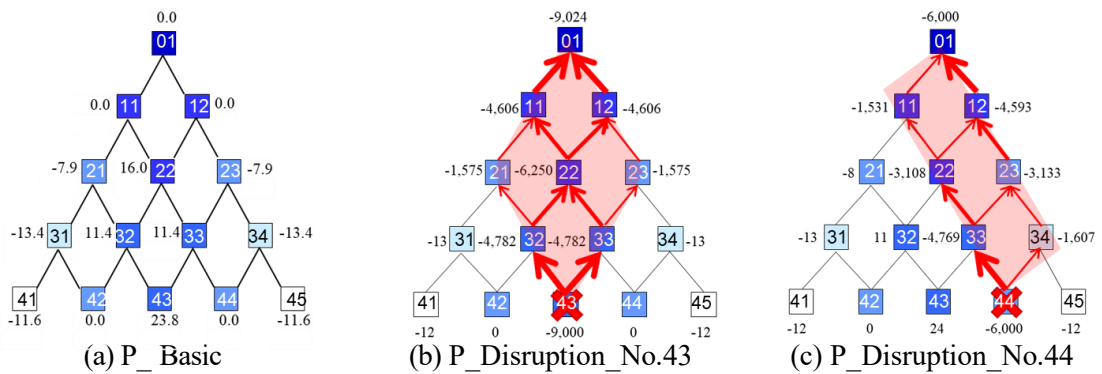 0.0 -9,024 -6,000
01 01 01
0.0 11 12 0.0 -4,606 11 12 -4,606 -1,531 11 12 -4,593
-7.9 21 16.0 22 23 -7.9 -1,575 21 -6,250 22 23 -1,575 -8 21 -3,108 22 23 -3,133
-13.4 31 11.4 32 11.4 33 34 -13.4 -13 31 -4,782 32 -4,782 33 34 -13 -13 31 11 32 -4,769 33 34 -1,607
41 42 43 44 45 41 42 43 44 45 41 42 43 44 45
-11.6 0.0 23.8 0.0 -11.6 -12 0 -9,000 0 -12 -12 0 24 -6,000 -12
(a) P_ Basic (b) P_Disruption_No.43 (c) P_Disruption_No.44